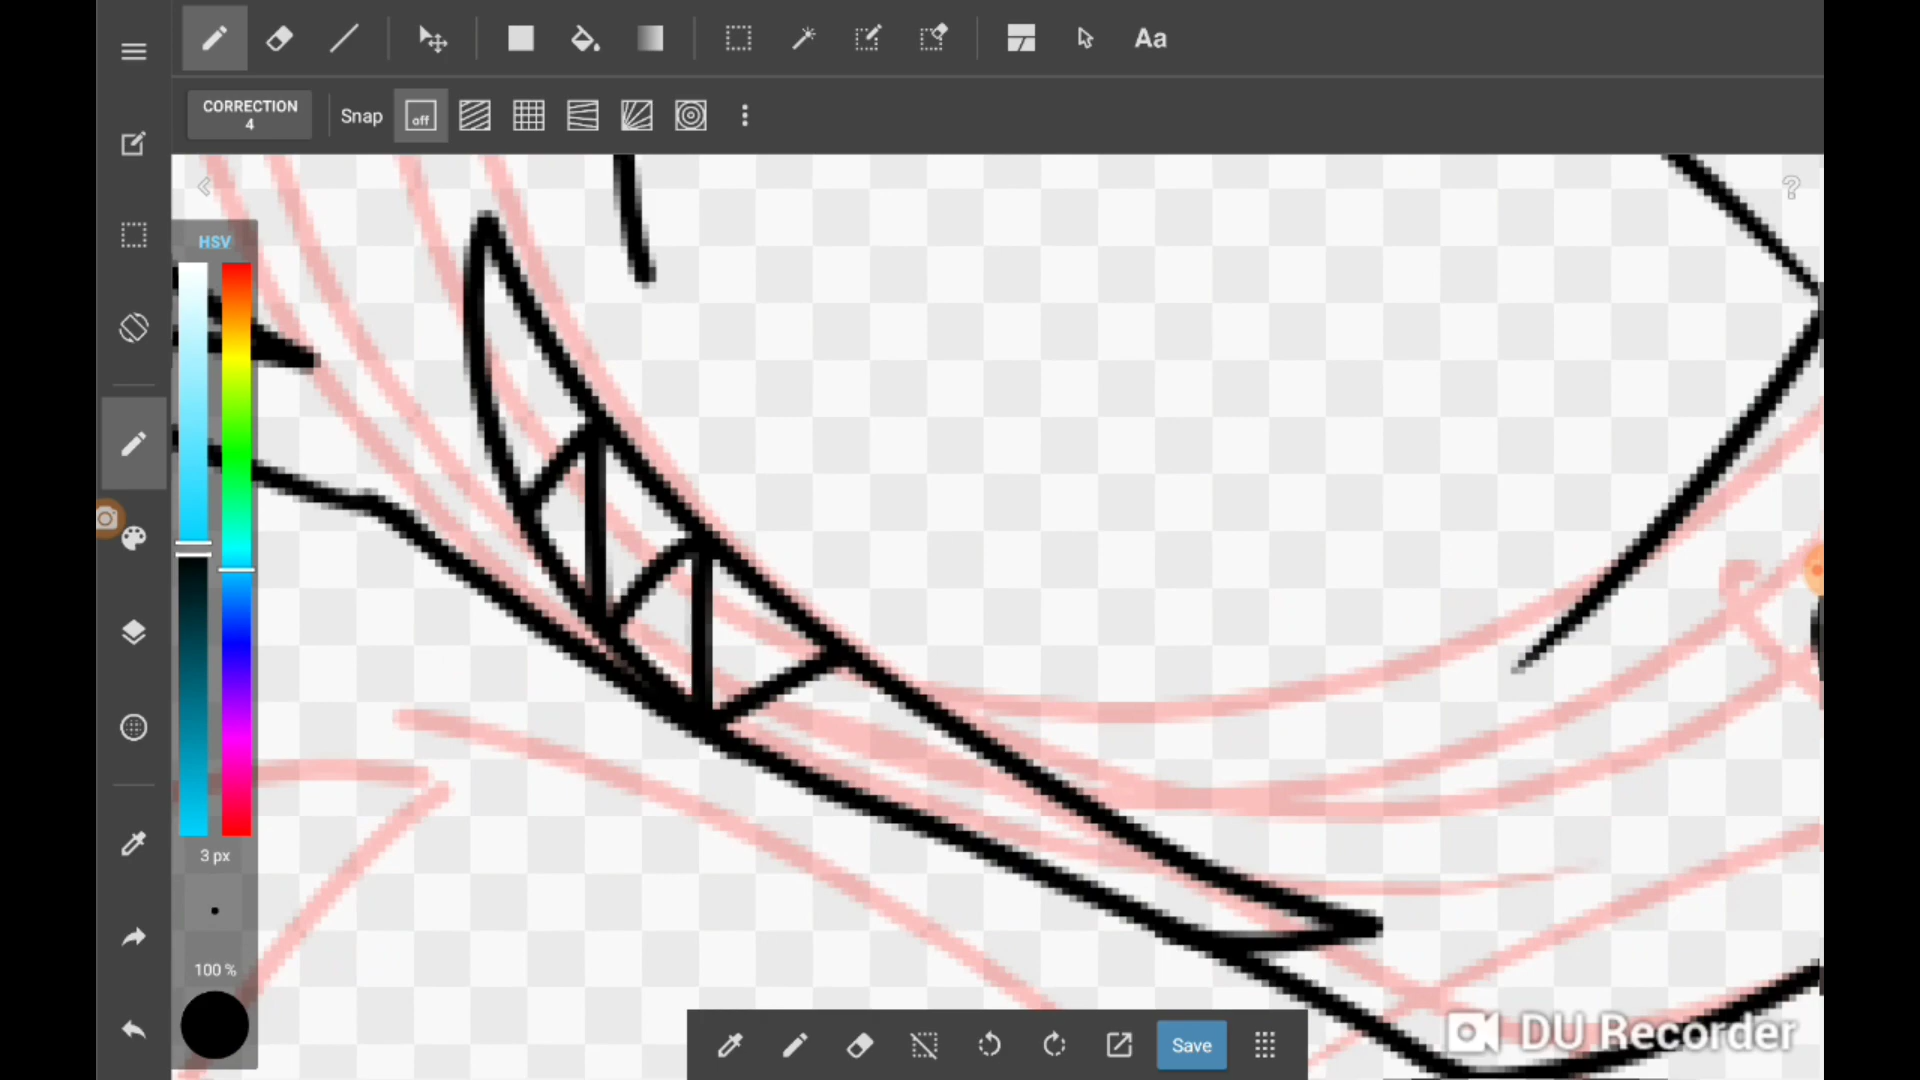 Aa
CORRECTION
4
Snap
off
?
HSV
3 px
100 %
Save
DU Recorder